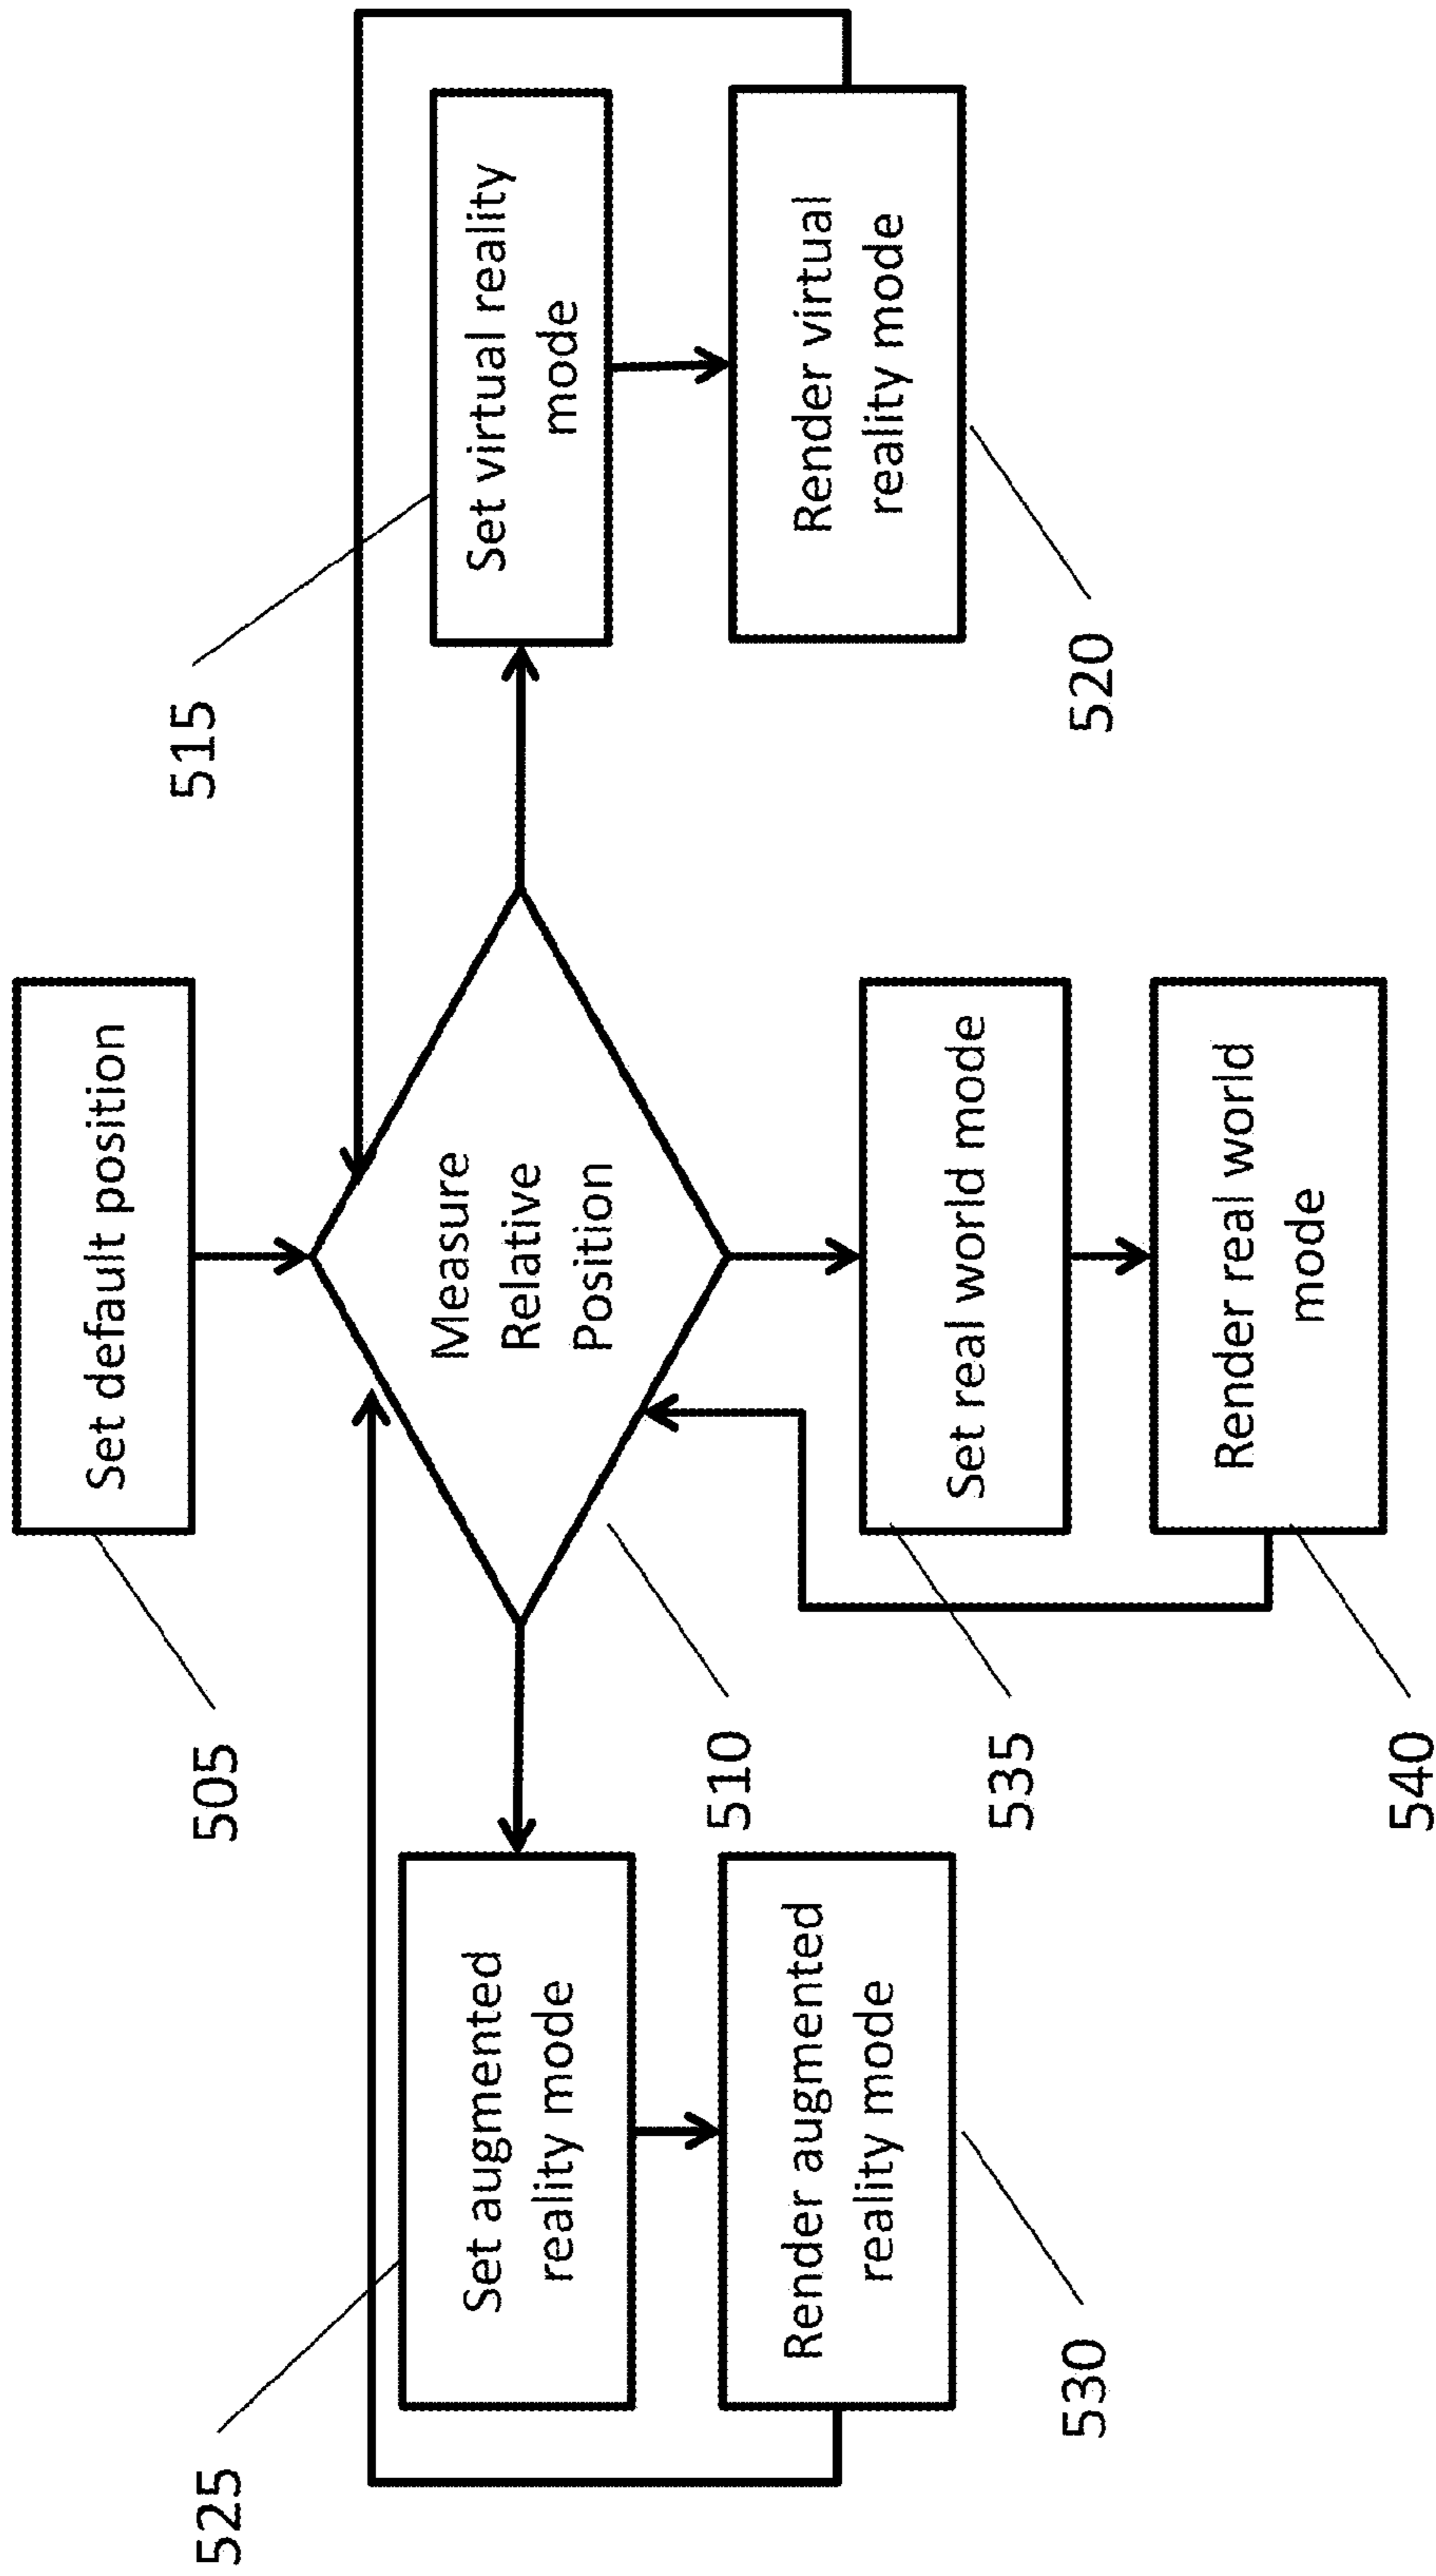 505
Set default position
Measure
Relative
Position
510
515
Set virtual reality
mode
Render virtual
reality mode
520
525
Set augmented
reality mode
Render augmented
reality mode
530
Set real world mode
535
Render real world
mode
540